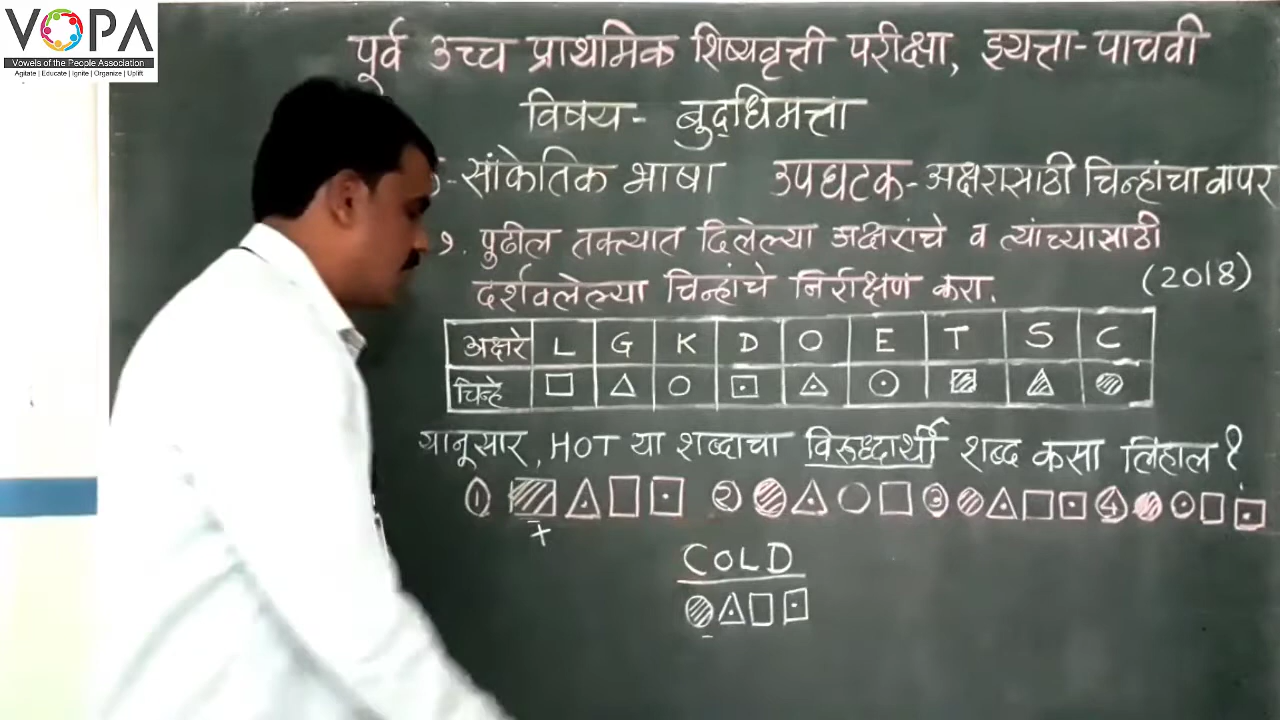 VOPA
Vowels of the People Association
Agitate | Educate | Ignite | Organize | Uplift
पूर्व उच्च प्राथमिक शिष्यवृत्ती परीक्षा, इयत्ता-पाचवी
विषय- बुद्धिमत्ता
-सांकेतिक भाषा उपघटक-अक्षरासाठी चिन्हांचा वापर
१. पुढील तक्त्यात दिलेल्या अक्षरांचे व त्यांच्यासाठी
दर्शवलेल्या चिन्हांचे निरीक्षण करा. (2018)
अक्षरे L G K D O E T S C
चिन्हे □ △ ○ ⊡ ◬ ⊙ ▨ ▲ ●
यानुसार, HOT या शब्दाचा विरूध्दार्थी शब्द कसा लिहाल?
① ▨ ◬ □ ⊡ ② ● ◬ ○ □ ③ ● ◬ □ ⊡ ④ ● ⊙ □ ⊡
COLD
● ◬ □ ⊡